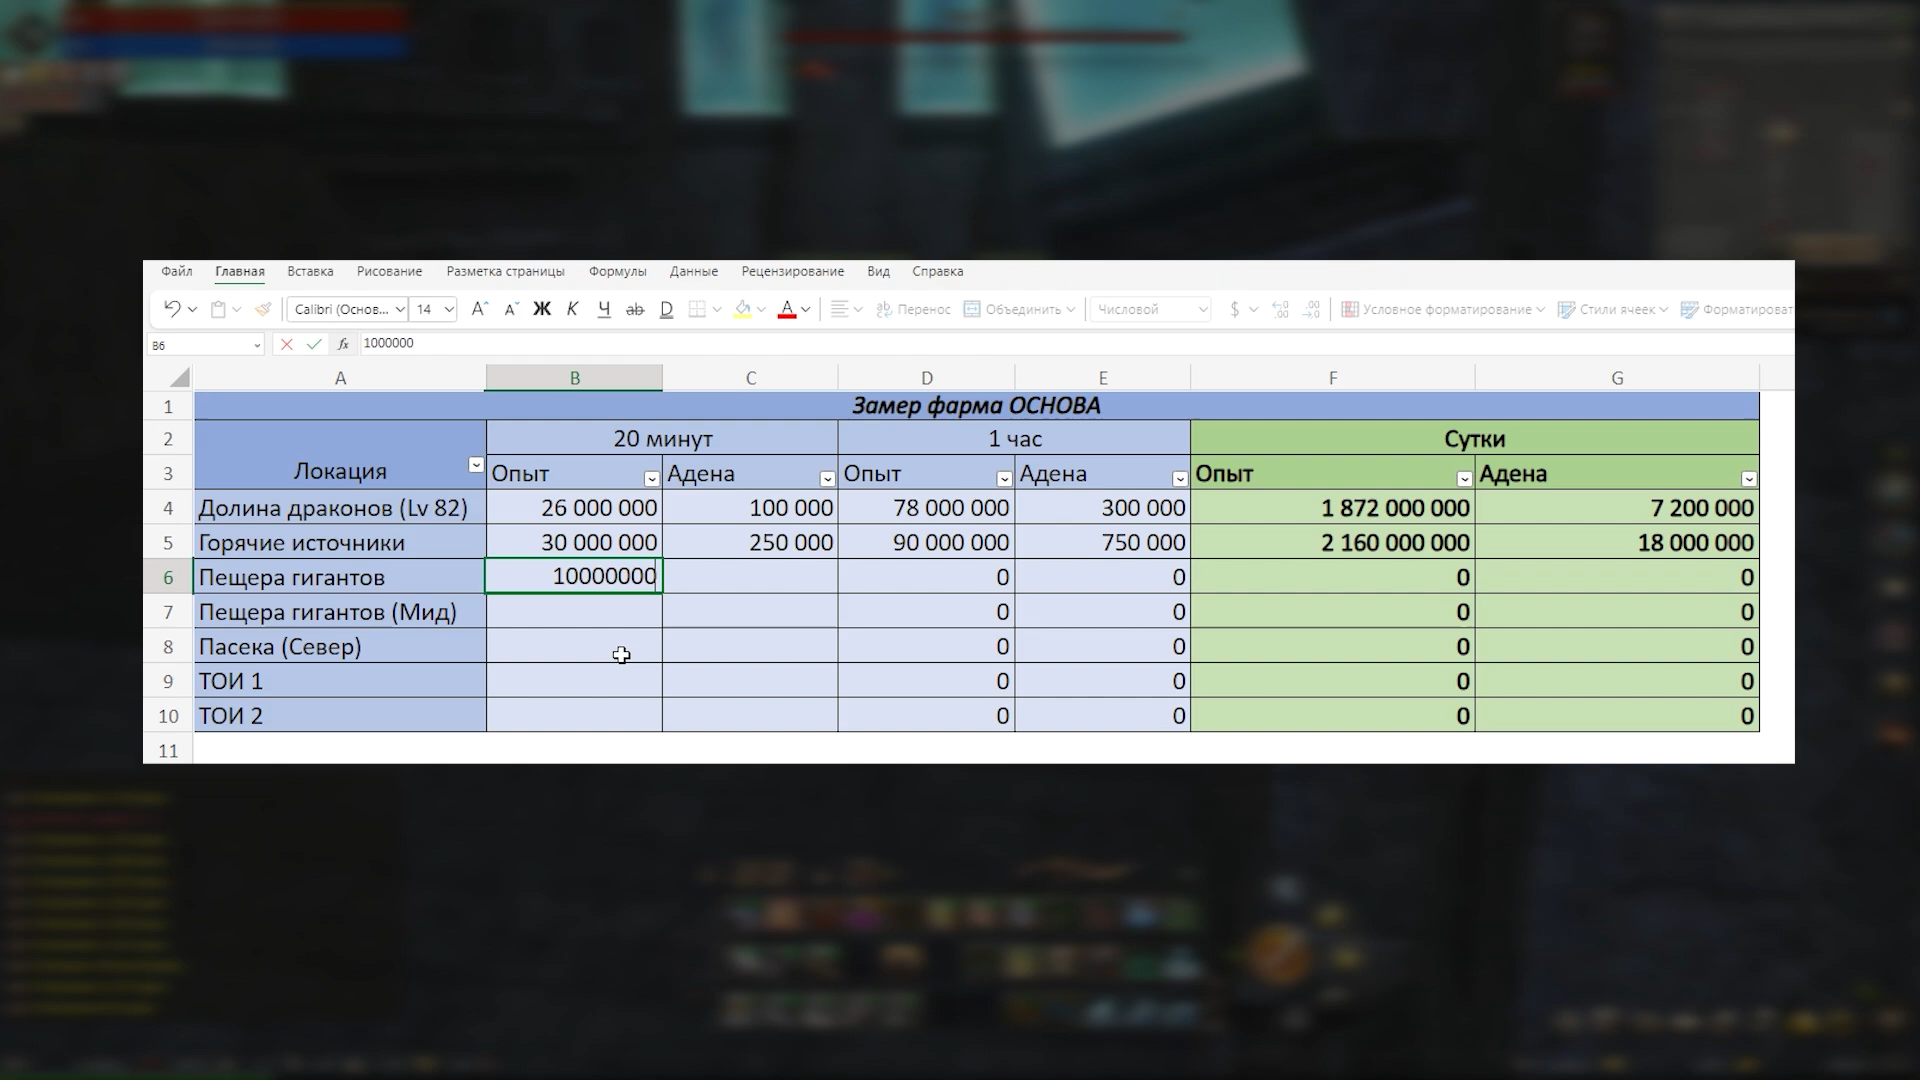 Файл Главная Вставка Рисование Разметка страницы Формулы Данные Рецензирование Вид Справка
Calibri (Основ... 14 A A Ж К Ч ab D A ab Перенос Объединить Числовой $ Условное форматирование Стили ячеек Форматироват
B6 fx 1000000
A B C D E F G
1 Замер фарма ОСНОВА
2 20 минут 1 час Сутки
3 Локация Опыт Адена Опыт Адена Опыт Адена
4 Долина драконов (Lv 82) 26 000 000 100 000 78 000 000 300 000 1 872 000 000 7 200 000
5 Горячие источники 30 000 000 250 000 90 000 000 750 000 2 160 000 000 18 000 000
6 Пещера гигантов 10000000 0 0 0 0
7 Пещера гигантов (Мид) 0 0 0 0
8 Пасека (Север) 0 0 0 0
9 ТОИ 1 0 0 0 0
10 ТОИ 2 0 0 0 0
11